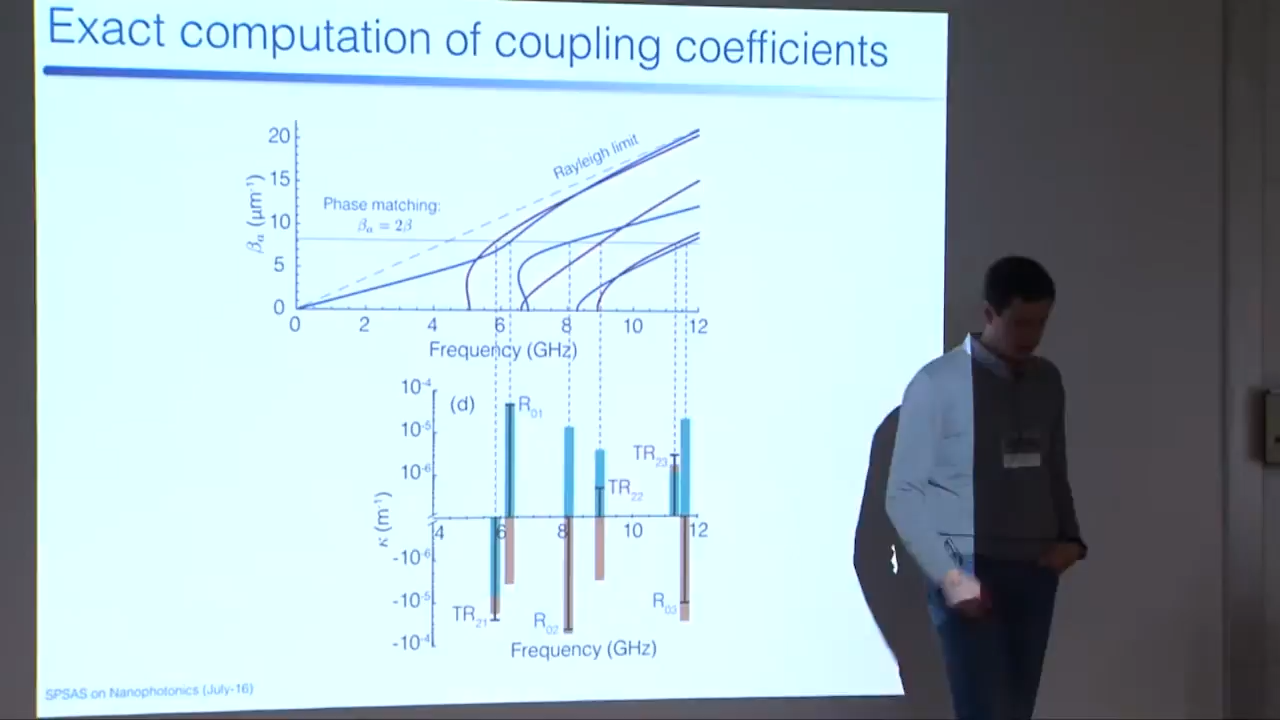 Exact computation of coupling coefficients
20
15
10
5
0
βₐ (μm⁻¹)
Rayleigh limit
Phase matching:
βₐ = 2β
0 2 4 6 8 10 12
Frequency (GHz)
(d)
10⁻⁴
10⁻⁵
10⁻⁶
-10⁻⁶
-10⁻⁵
-10⁻⁴
κ (m⁻¹)
R₀₁
TR₂₃
TR₂₂
4 6 8 10 12
TR₂₁
R₀₂
R₀₃
Frequency (GHz)
SPSAS on Nanophotonics (July-16)